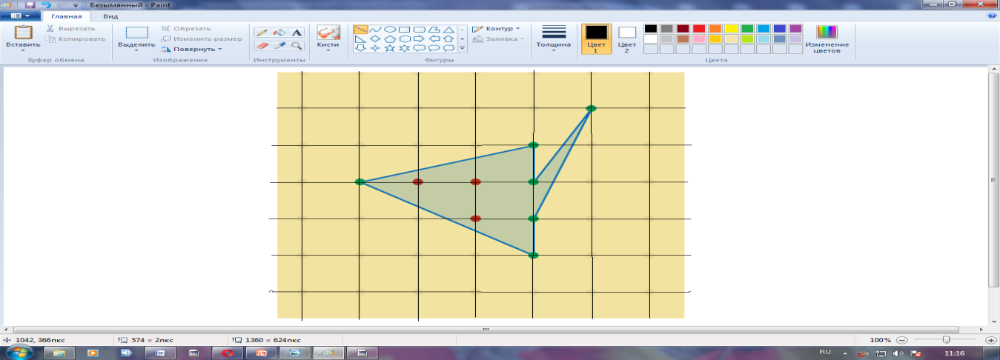 Безымянный - Paint
Главная Вид
Вставить
Вырезать
Копировать
Буфер обмена
Выделить
Обрезать
Изменить размер
Повернуть
Изображение
A
Инструменты
Кисти
Фигуры
Контур
Заливка
Толщина
Цвет 1
Цвет 2
Цвета
Изменение цветов
1042, 366пкс 574 × 2пкс 1360 × 624пкс 100%
RU 11:16